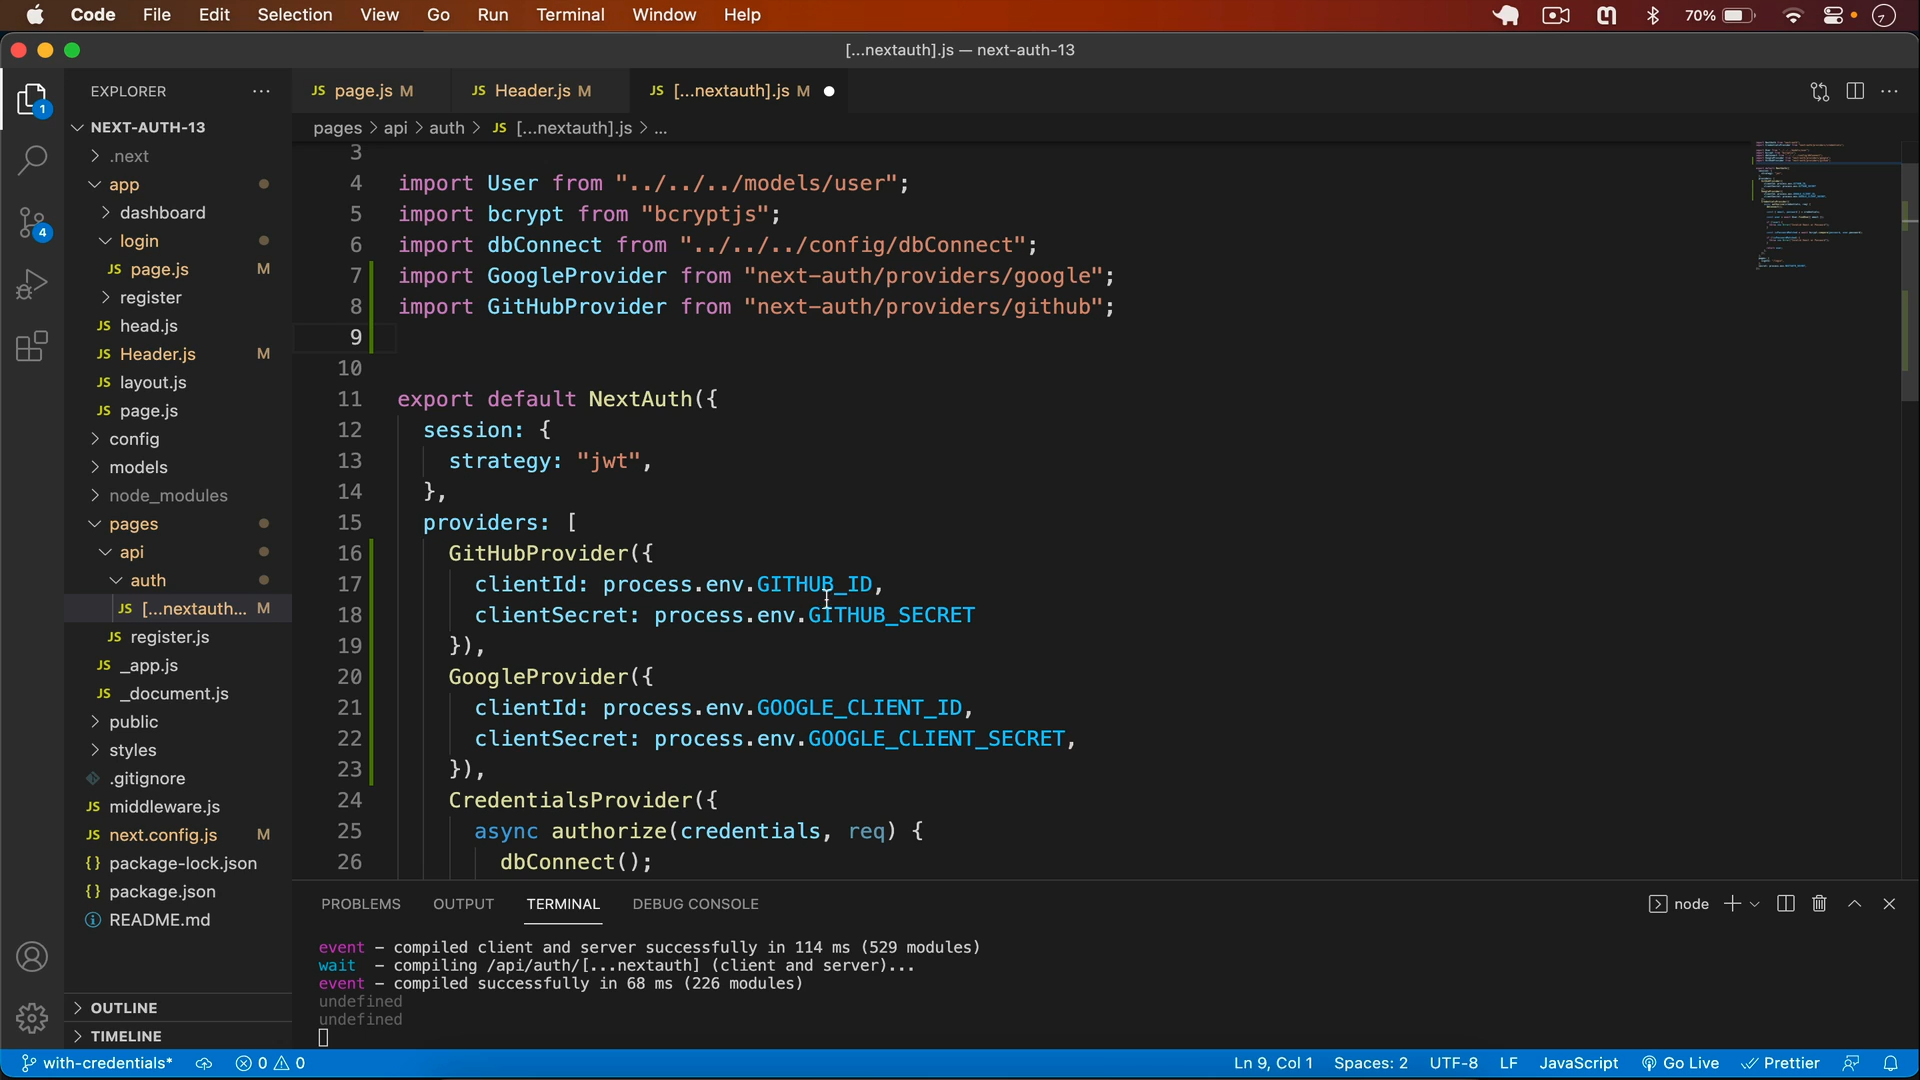 Code File Edit Selection View Go Run Terminal Window Help 70%
[...nextauth].js — next-auth-13
EXPLORER
JS page.js M
JS Header.js M
JS [...nextauth].js M
1
pages > api > auth > JS [...nextauth].js > ...
NEXT-AUTH-13
.next
app
dashboard
login
JS page.js M
register
JS head.js
JS Header.js M
JS layout.js
JS page.js
config
models
node_modules
pages
api
auth
JS [...nextauth... M
JS register.js
JS _app.js
JS _document.js
public
styles
.gitignore
JS middleware.js
JS next.config.js M
{} package-lock.json
{} package.json
README.md
OUTLINE
TIMELINE
4
3
4 import User from "../../../models/user";
5 import bcrypt from "bcryptjs";
6 import dbConnect from "../../../config/dbConnect";
7 import GoogleProvider from "next-auth/providers/google";
8 import GitHubProvider from "next-auth/providers/github";
9
10
11 export default NextAuth({
12 session: {
13 strategy: "jwt",
14 },
15 providers: [
16 GitHubProvider({
17 clientId: process.env.GITHUB_ID,
18 clientSecret: process.env.GITHUB_SECRET
19 }),
20 GoogleProvider({
21 clientId: process.env.GOOGLE_CLIENT_ID,
22 clientSecret: process.env.GOOGLE_CLIENT_SECRET,
23 }),
24 CredentialsProvider({
25 async authorize(credentials, req) {
26 dbConnect();
PROBLEMS OUTPUT TERMINAL DEBUG CONSOLE node
event - compiled client and server successfully in 114 ms (529 modules)
wait - compiling /api/auth/[...nextauth] (client and server)...
event - compiled successfully in 68 ms (226 modules)
undefined
undefined
with-credentials* 0 0 Ln 9, Col 1 Spaces: 2 UTF-8 LF JavaScript Go Live Prettier